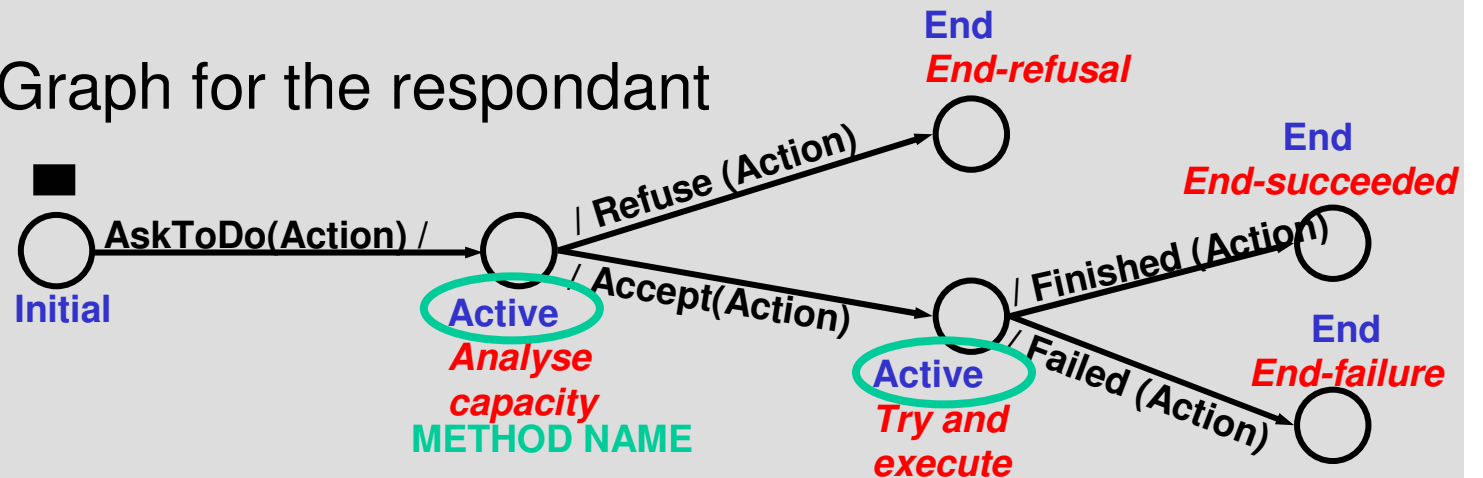 End
End-refusal
Graph for the respondant
/ Refuse (Action)
End
End-succeeded
AskToDo(Action) /
Initial
/ Accept(Action)
Active
Analyse
capacity
METHOD NAME
/ Finished (Action)
/ Failed (Action)
End
End-failure
Active
Try and
execute